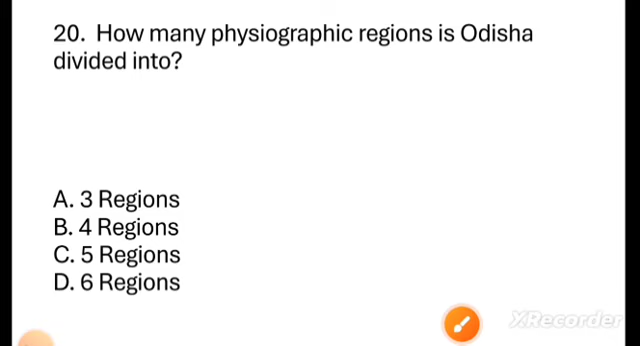 20. How many physiographic regions is Odisha
divided into?
A. 3 Regions
B. 4 Regions
C. 5 Regions
D. 6 Regions
XRecorder